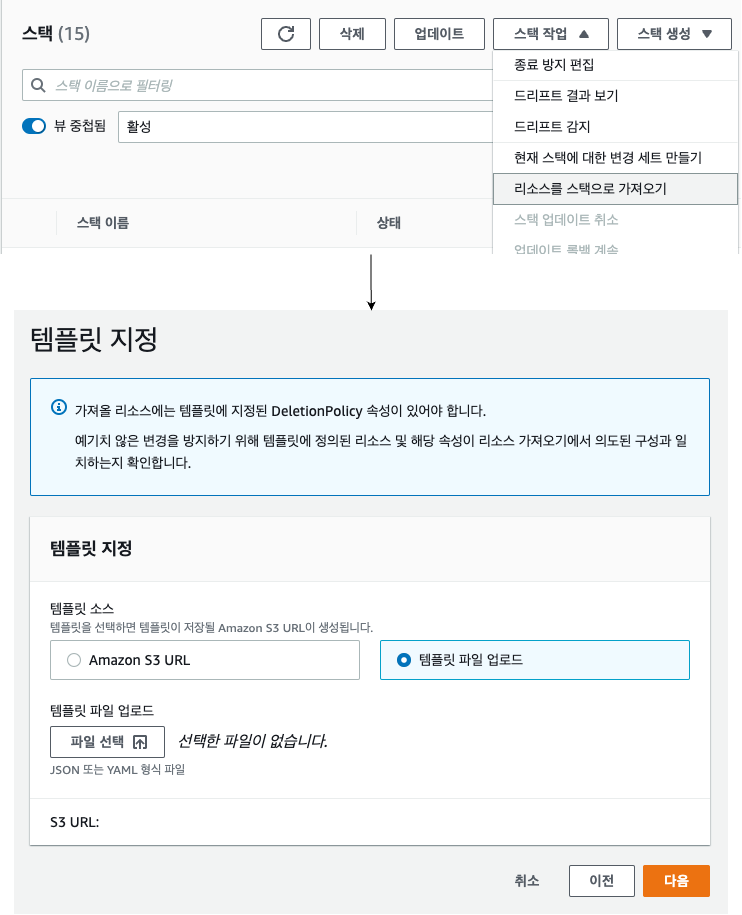 스택 (15)
삭제
업데이트
스택 작업
스택 생성
종료 방지 편집
스택 이름으로 필터링
드리프트 결과 보기
뷰 중첩됨
활성
드리프트 감지
현재 스택에 대한 변경 세트 만들기
리소스를 스택으로 가져오기
스택 이름
상태
스택 업데이트 취소
업데이트 롤백 계속
템플릿 지정
가져올 리소스에는 템플릿에 지정된 DeletionPolicy 속성이 있어야 합니다.
예기치 않은 변경을 방지하기 위해 템플릿에 정의된 리소스 및 해당 속성이 리소스 가져오기에서 의도된 구성과 일
치하는지 확인합니다.
템플릿 지정
템플릿 소스
템플릿을 선택하면 템플릿이 저장될 Amazon S3 URL이 생성됩니다.
Amazon S3 URL
템플릿 파일 업로드
템플릿 파일 업로드
파일 선택
선택한 파일이 없습니다.
JSON 또는 YAML 형식 파일
S3 URL:
취소
이전
다음